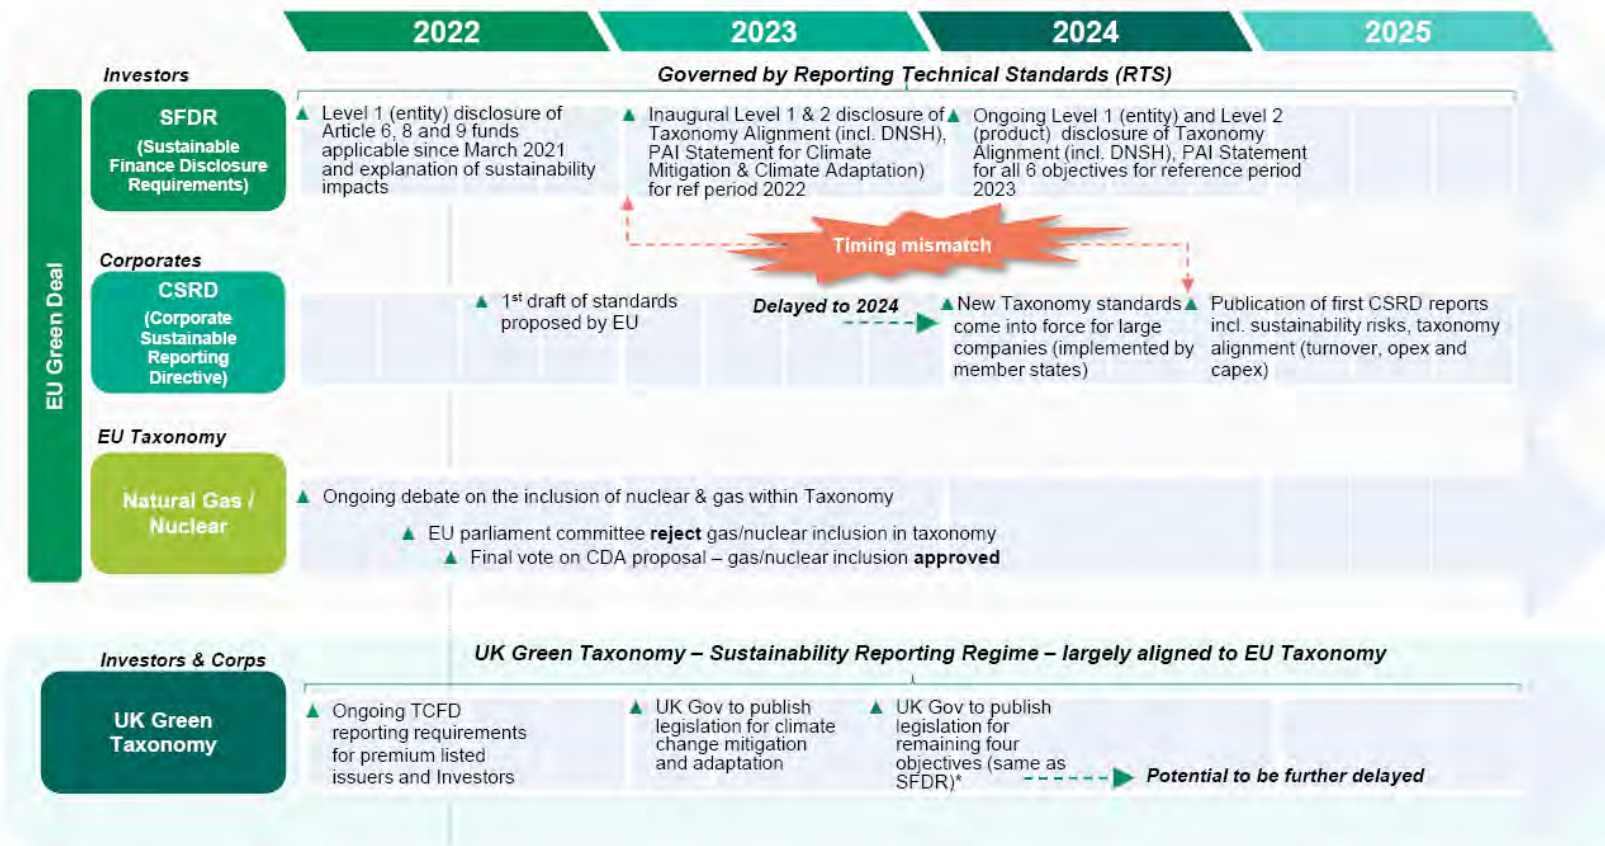 2022
2023
2024
2025
Investors
Governed by Reporting Technical Standards (RTS)
EU Green Deal
SFDR
(Sustainable
Finance Disclosure
Requirements)
Level 1 (entity) disclosure of
Article 6, 8 and 9 funds
applicable since March 2021
and explanation of sustainability
impacts
Inaugural Level 1 & 2 disclosure of
Taxonomy Alignment (incl. DNSH),
PAI Statement for Climate
Mitigation & Climate Adaptation)
for ref period 2022
Ongoing Level 1 (entity) and Level 2
(product) disclosure of Taxonomy
Alignment (incl. DNSH), PAI Statement
for all 6 objectives for reference period
2023
Timing mismatch
Corporates
CSRD
(Corporate
Sustainable
Reporting
Directive)
1st draft of standards
proposed by EU
Delayed to 2024
New Taxonomy standards
come into force for large
companies (implemented by
member states)
Publication of first CSRD reports
incl. sustainability risks, taxonomy
alignment (turnover, opex and
capex)
EU Taxonomy
Natural Gas /
Nuclear
Ongoing debate on the inclusion of nuclear & gas within Taxonomy
EU parliament committee reject gas/nuclear inclusion in taxonomy
Final vote on CDA proposal – gas/nuclear inclusion approved
Investors & Corps
UK Green Taxonomy – Sustainability Reporting Regime – largely aligned to EU Taxonomy
UK Green
Taxonomy
Ongoing TCFD
reporting requirements
for premium listed
issuers and Investors
UK Gov to publish
legislation for climate
change mitigation
and adaptation
UK Gov to publish
legislation for
remaining four
objectives (same as
SFDR)*
Potential to be further delayed